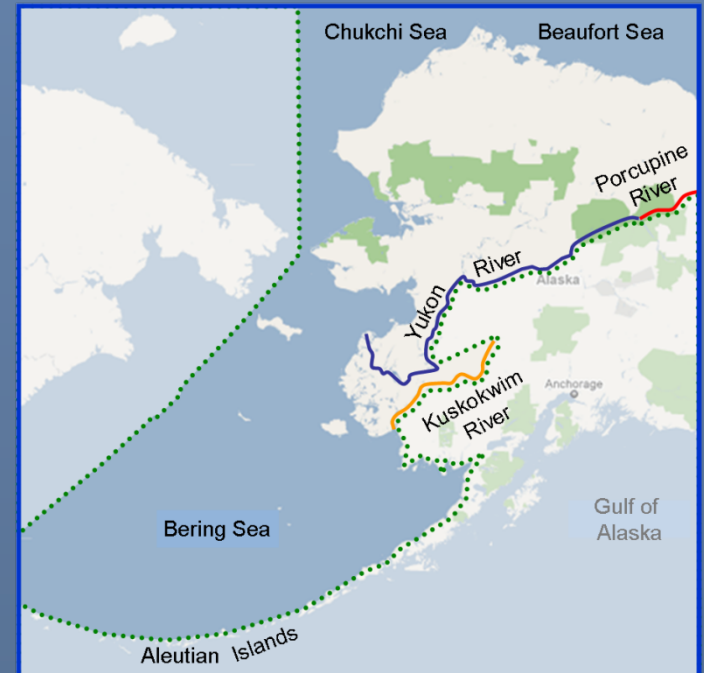 Chukchi Sea
Beaufort Sea
Porcupine
River
River
Alaska
Yukon
Kuskokwim
River
Anchorage
Gulf of
Alaska
Bering Sea
Aleutian Islands